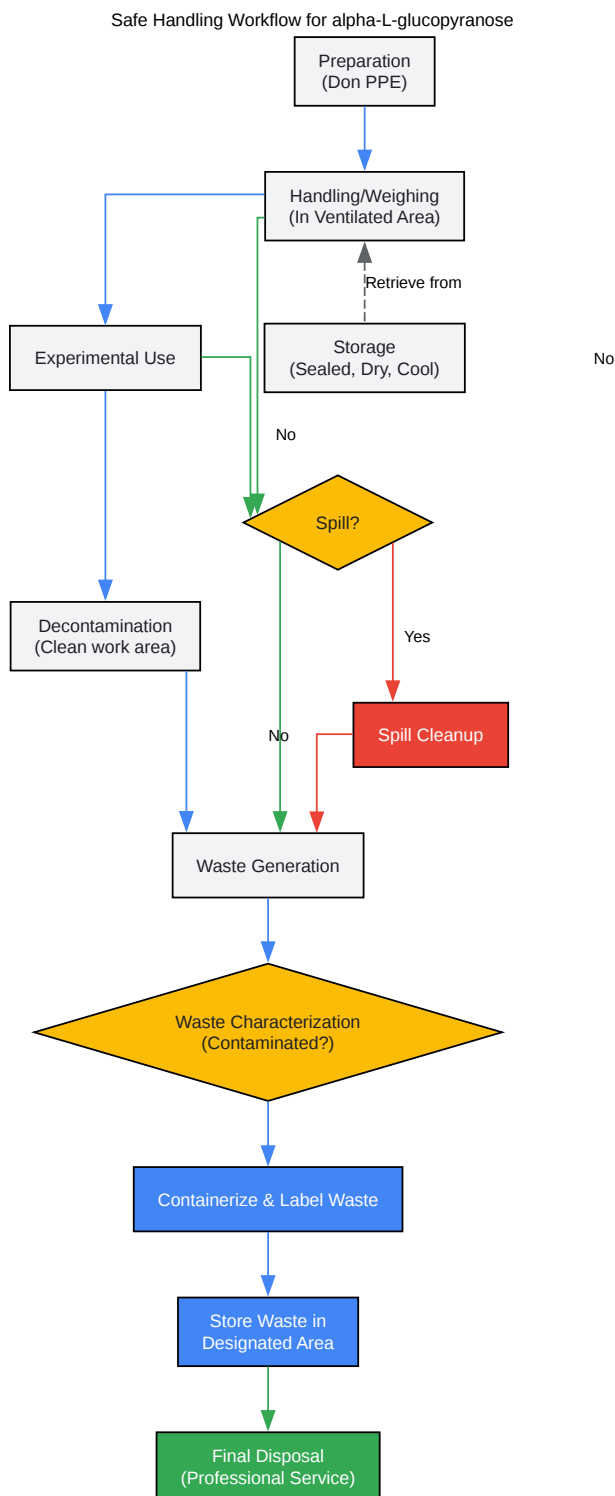 Safe Handling Workflow for alpha-L-glucopyranose
Preparation
(Don PPE)
Handling/Weighing
(In Ventilated Area)
Retrieve from
Experimental Use
Storage
(Sealed, Dry, Cool)
No
No
Spill?
Decontamination
(Clean work area)
Yes
No
Spill Cleanup
Waste Generation
Waste Characterization
(Contaminated?)
Containerize & Label Waste
Store Waste in
Designated Area
Final Disposal
(Professional Service)